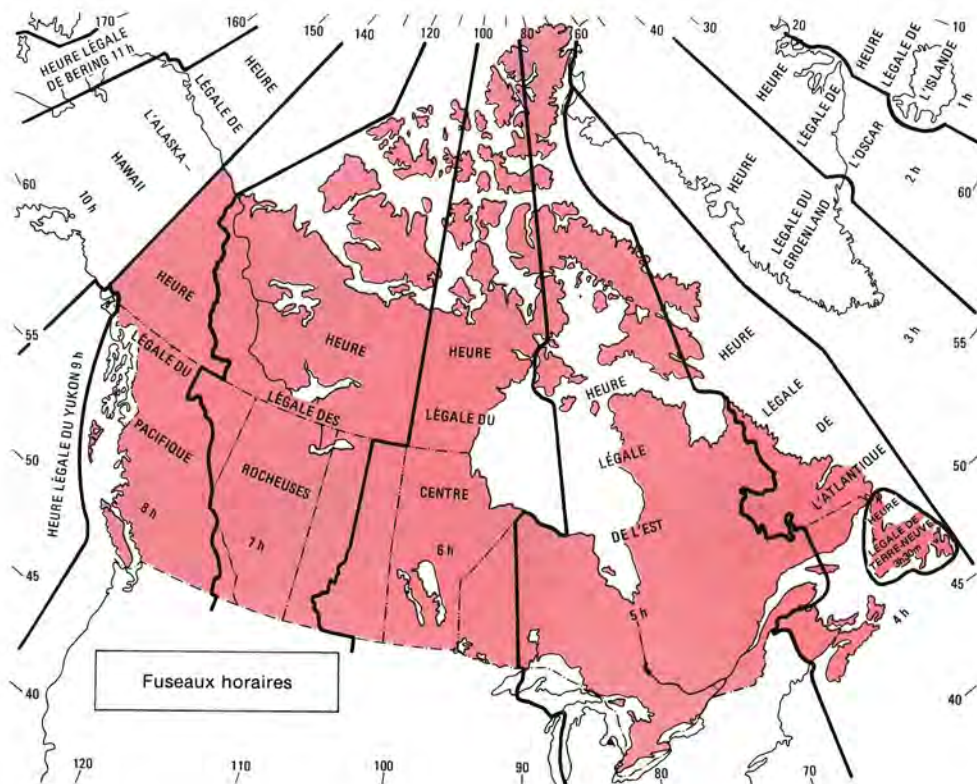 170
160
150
140
120
100
80
60
40
30
20
10
HEURE LÉGALE
DE BERING 11 h
HEURE
LÉGALE DE
L'ALASKA –
HAWAII
10 h
HEURE
LÉGALE DE
L'OSCAR
2 h
HEURE
LÉGALE DE
L'ISLANDE
1 h
HEURE
LÉGALE DU
GROENLAND
3 h
60
55
50
45
40
60
55
50
45
40
HEURE LÉGALE DU YUKON 9 h
HEURE
LÉGALE DU
PACIFIQUE
8 h
HEURE
LÉGALE DES
ROCHEUSES
7 h
HEURE
LÉGALE DU
CENTRE
6 h
HEURE
LÉGALE
DE L'EST
5 h
HEURE
LÉGALE
DE
L'ATLANTIQUE
4 h
HEURE
LÉGALE DE
TERRE-NEUVE
3h30m
Fuseaux horaires
120
110
100
90
80
70